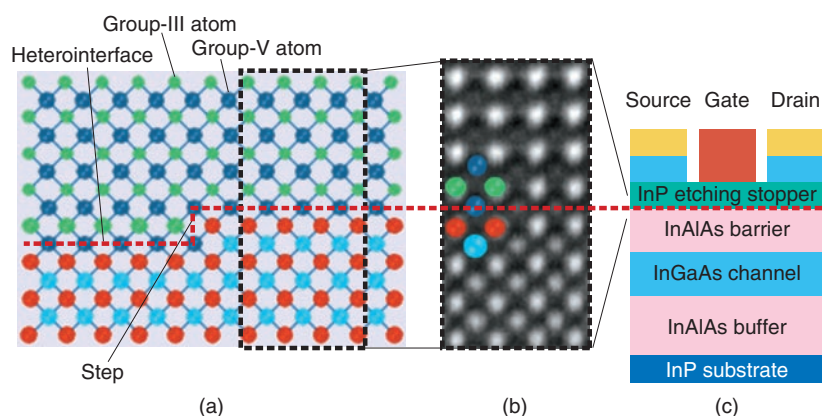 Group-III atom
Heterointerface
Group-V atom
Source Gate Drain
InP etching stopper
InAlAs barrier
InGaAs channel
InAlAs buffer
InP substrate
Step
(a) (b) (c)